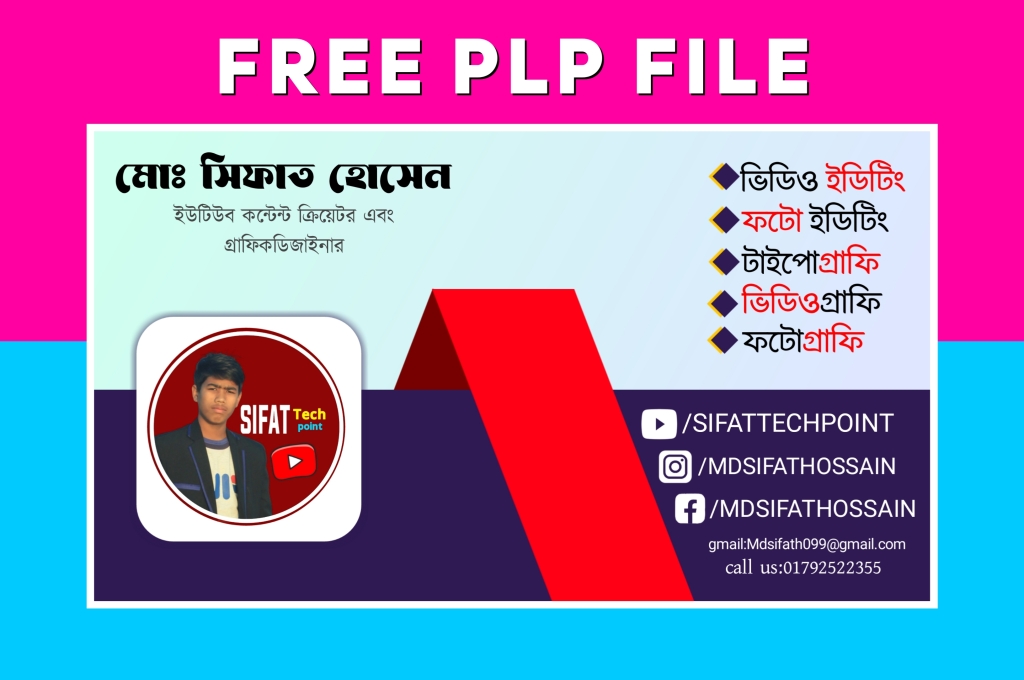 FREE PLP FILE
মোঃ সিফাত হোসেন
ইউটিউব কন্টেন্ট ক্রিয়েটর এবং
গ্রাফিকডিজাইনার
ভিডিও ইডিটিং
ফটো ইডিটিং
টাইপোগ্রাফি
ভিডিওগ্রাফি
ফটোগ্রাফি
SIFAT Tech
point
/SIFATTECHPOINT
/MDSIFATHOSSAIN
/MDSIFATHOSSAIN
gmail:Mdsifath099@gmail.com
call us:01792522355